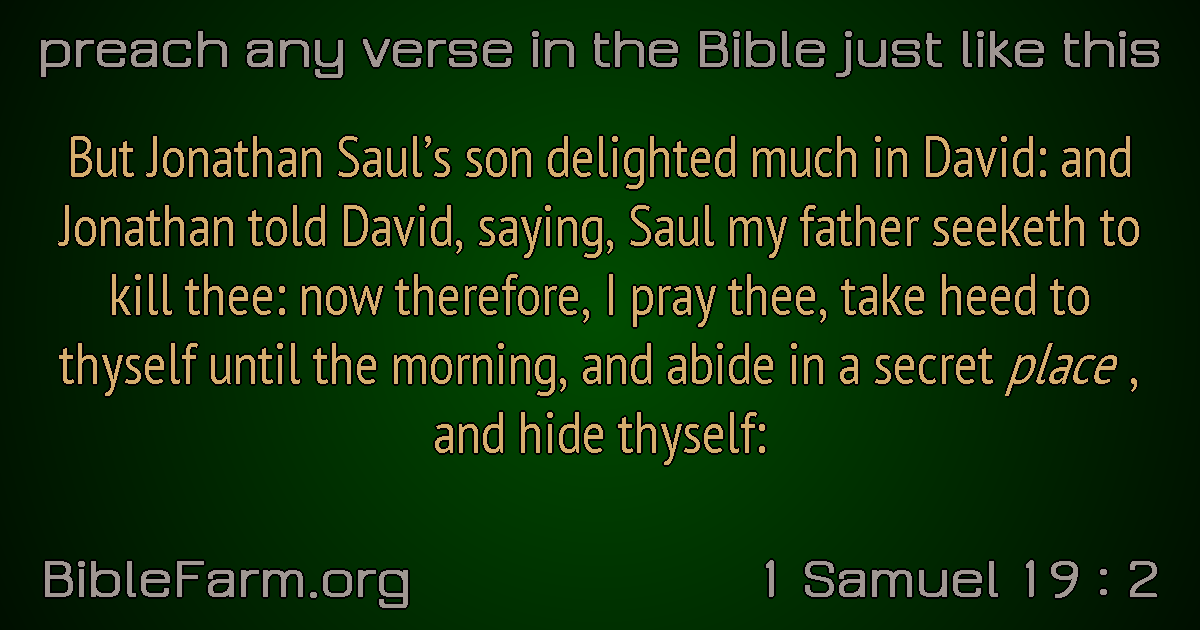 preach any verse in the Bible just like this
But Jonathan Saul’s son delighted much in David: and
Jonathan told David, saying, Saul my father seeketh to
kill thee: now therefore, I pray thee, take heed to
thyself until the morning, and abide in a secret place ,
and hide thyself:
BibleFarm.org
1 Samuel 19 : 2